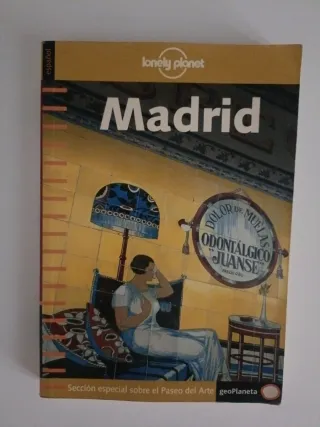 español
lonely planet
Madrid
DOLOR DE MUELAS
ODONTÁLGICO
JUANSE
Sección especial sobre el Paseo del Arte
geoPlaneta